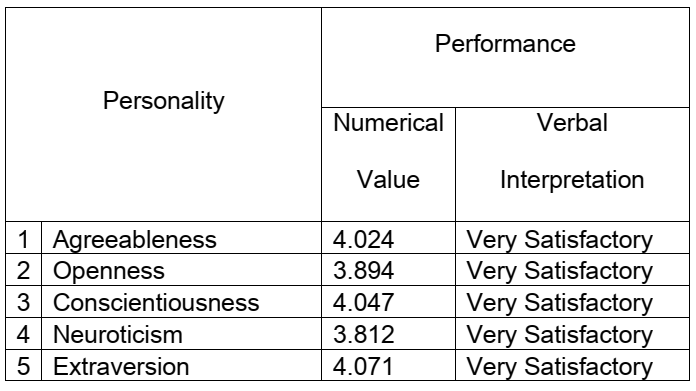 Personality
Performance
Numerical Value
Verbal Interpretation
1 Agreeableness 4.024 Very Satisfactory
2 Openness 3.894 Very Satisfactory
3 Conscientiousness 4.047 Very Satisfactory
4 Neuroticism 3.812 Very Satisfactory
5 Extraversion 4.071 Very Satisfactory